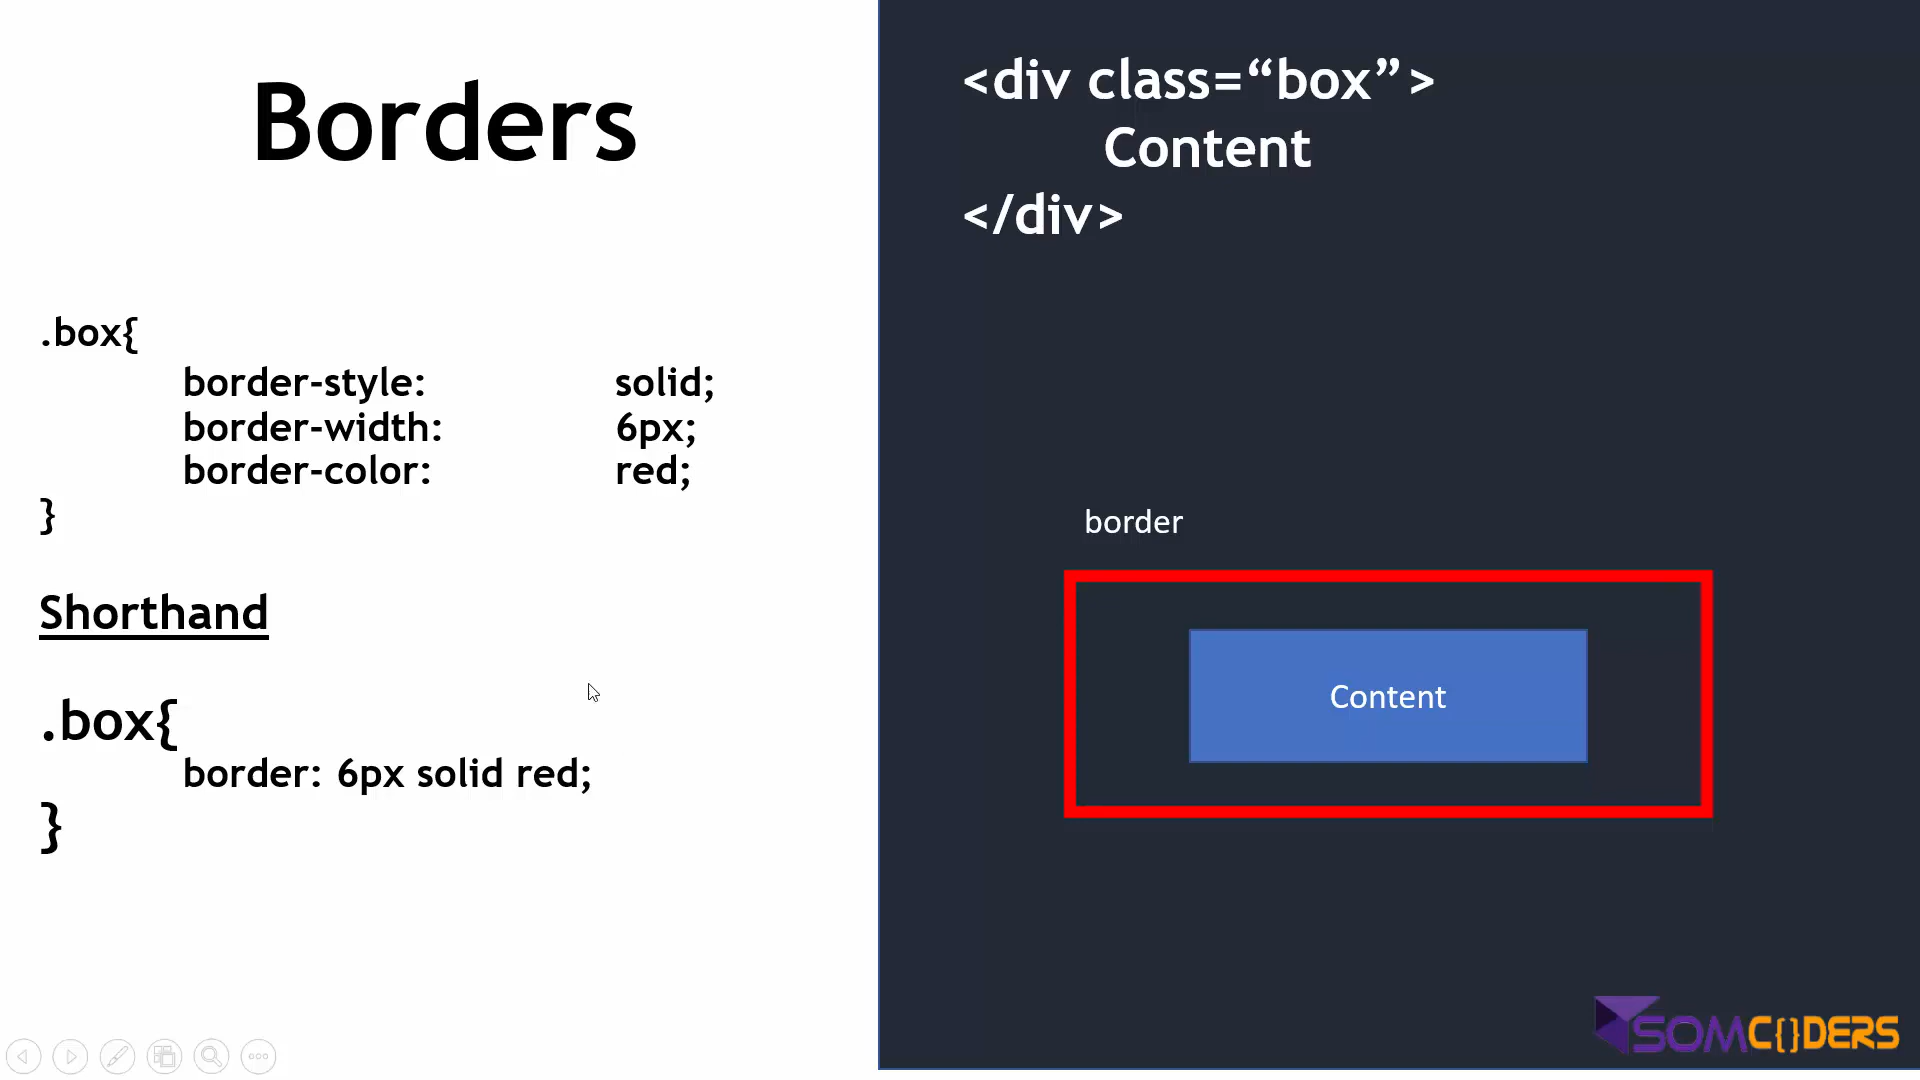 Borders
.box{
border-style: solid;
border-width: 6px;
border-color: red;
}
Shorthand
.box{
border: 6px solid red;
}
<div class=“box”>
Content
</div>
border
Content
SOMC{}DERS